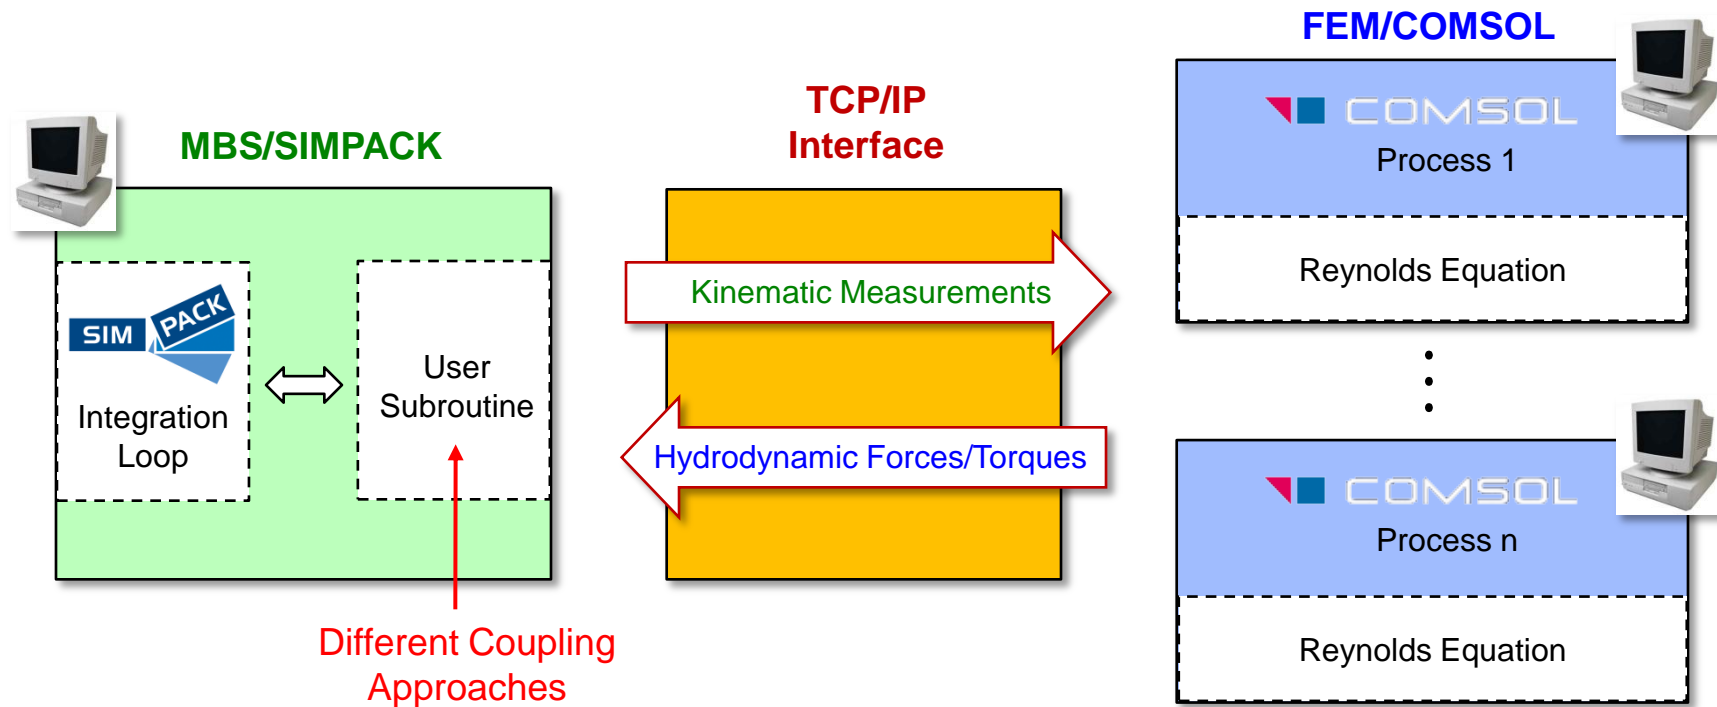 MBS/SIMPACK
SIM
PACK
Integration
Loop
User
Subroutine
Different Coupling
Approaches
TCP/IP
Interface
Kinematic Measurements
Hydrodynamic Forces/Torques
FEM/COMSOL
COMSOL
Process 1
Reynolds Equation
COMSOL
Process n
Reynolds Equation